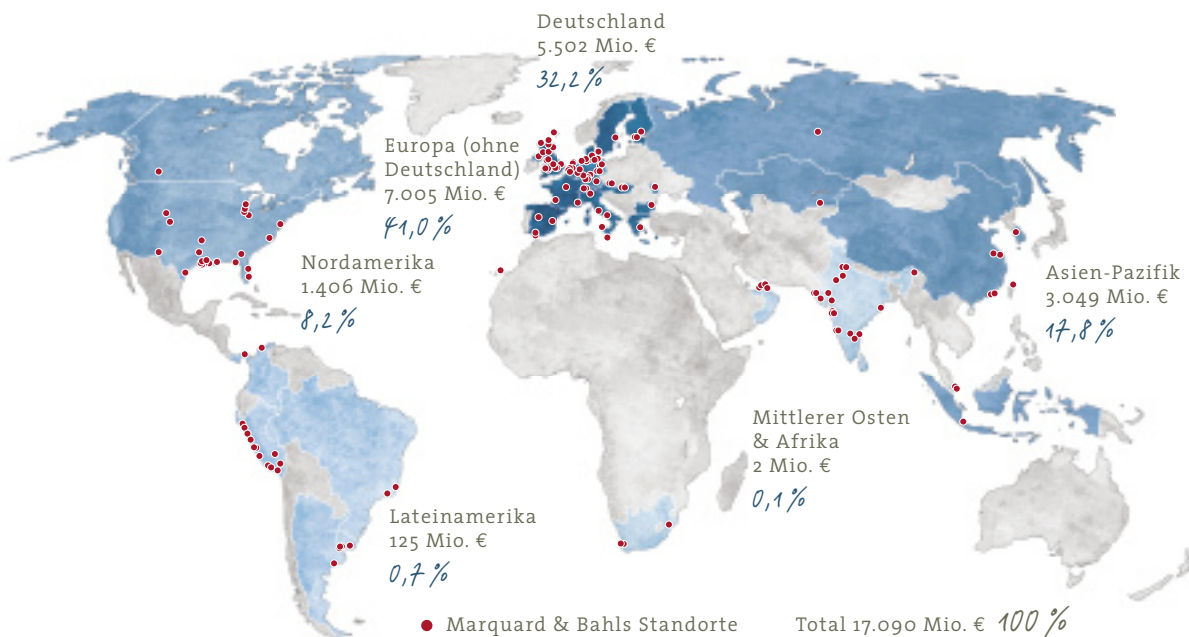 Deutschland
5.502 Mio. €
32,2 %
Europa (ohne
Deutschland)
7.005 Mio. €
41,0 %
Nordamerika
1.406 Mio. €
8,2 %
Asien-Pazifik
3.049 Mio. €
17,8 %
Mittlerer Osten
& Afrika
2 Mio. €
0,1 %
Lateinamerika
125 Mio. €
0,7 %
Marquard & Bahls Standorte
Total 17.090 Mio. € 100 %